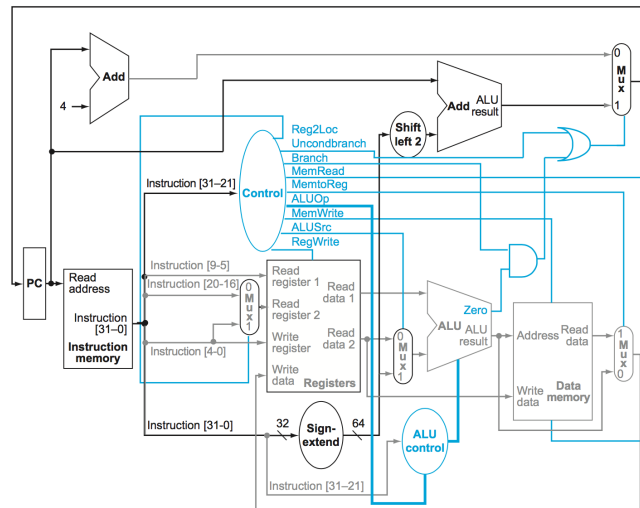 0
M
u
x
1
Add
4
Add
ALU
result
Shift
left 2
Reg2Loc
Uncondbranch
Branch
MemRead
MemtoReg
ALUOp
MemWrite
ALUSrc
RegWrite
Control
Instruction [31–21]
PC
Read
address
Instruction
[31–0]
Instruction
memory
Instruction [9-5]
Instruction [20-16]
Instruction [4-0]
0
M
u
x
1
Read
register 1
Read
register 2
Write
register
Write
data
Read
data 1
Read
data 2
Registers
0
M
u
x
1
Zero
ALU
ALU
result
Address
Read
data
Write
data
Data
memory
1
M
u
x
0
Instruction [31-0]
32
Sign-
extend
64
ALU
control
Instruction [31–21]